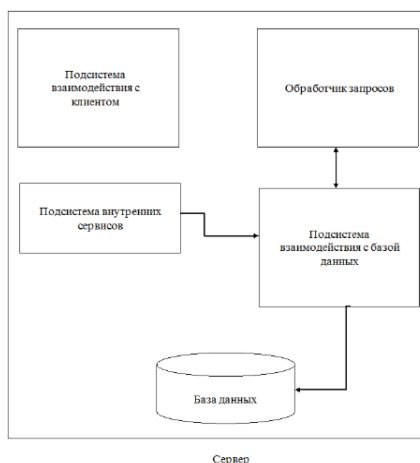 Подсистема
взаимодействия с
клиентом
Обработчик запросов
Подсистема внутренних
сервисов
Подсистема
взаимодействия с базой
данных
База данных
Сервер